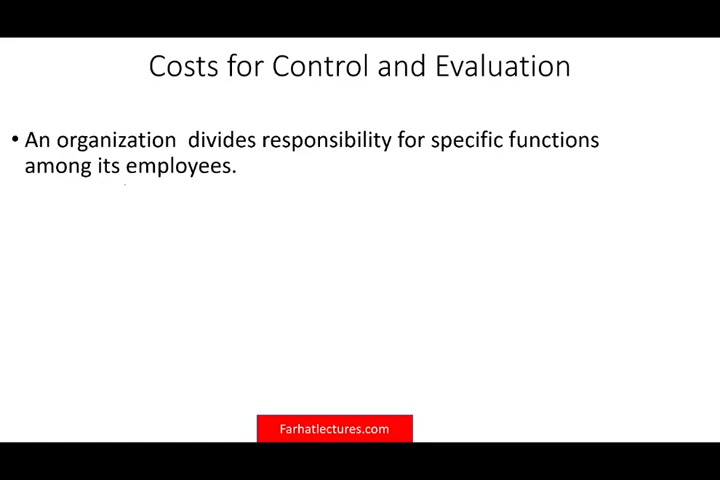 Costs for Control and Evaluation
• An organization divides responsibility for specific functions
among its employees.
Farhatlectures.com